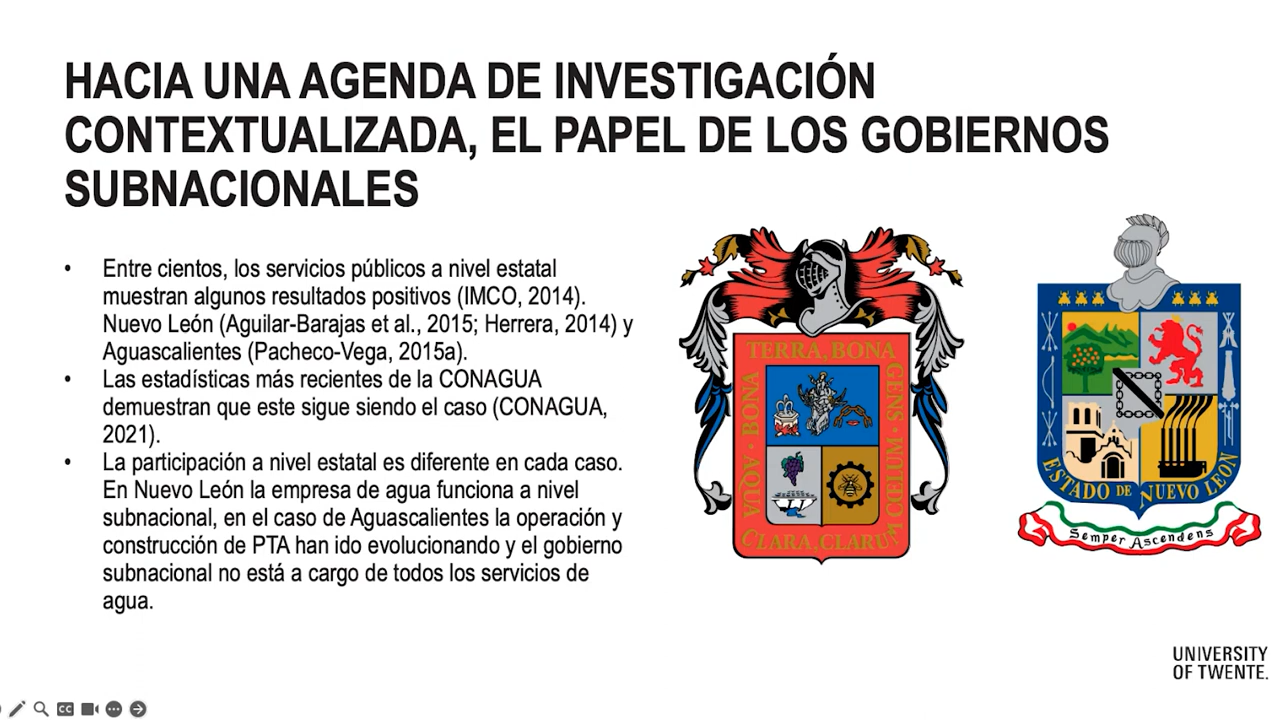 HACIA UNA AGENDA DE INVESTIGACIÓN
CONTEXTUALIZADA, EL PAPEL DE LOS GOBIERNOS
SUBNACIONALES
• Entre cientos, los servicios públicos a nivel estatal
muestran algunos resultados positivos (IMCO, 2014).
Nuevo León (Aguilar-Barajas et al., 2015; Herrera, 2014) y
Aguascalientes (Pacheco-Vega, 2015a).
• Las estadísticas más recientes de la CONAGUA
demuestran que este sigue siendo el caso (CONAGUA,
2021).
• La participación a nivel estatal es diferente en cada caso.
En Nuevo León la empresa de agua funciona a nivel
subnacional, en el caso de Aguascalientes la operación y
construcción de PTA han ido evolucionando y el gobierno
subnacional no está a cargo de todos los servicios de
agua.
TERRA, BONA
GENS
BONA
AQUA
CLARA, CLARUM COELUM
ESTADO DE NUEVO LEON
Semper Ascendens
UNIVERSITY
OF TWENTE.
CC